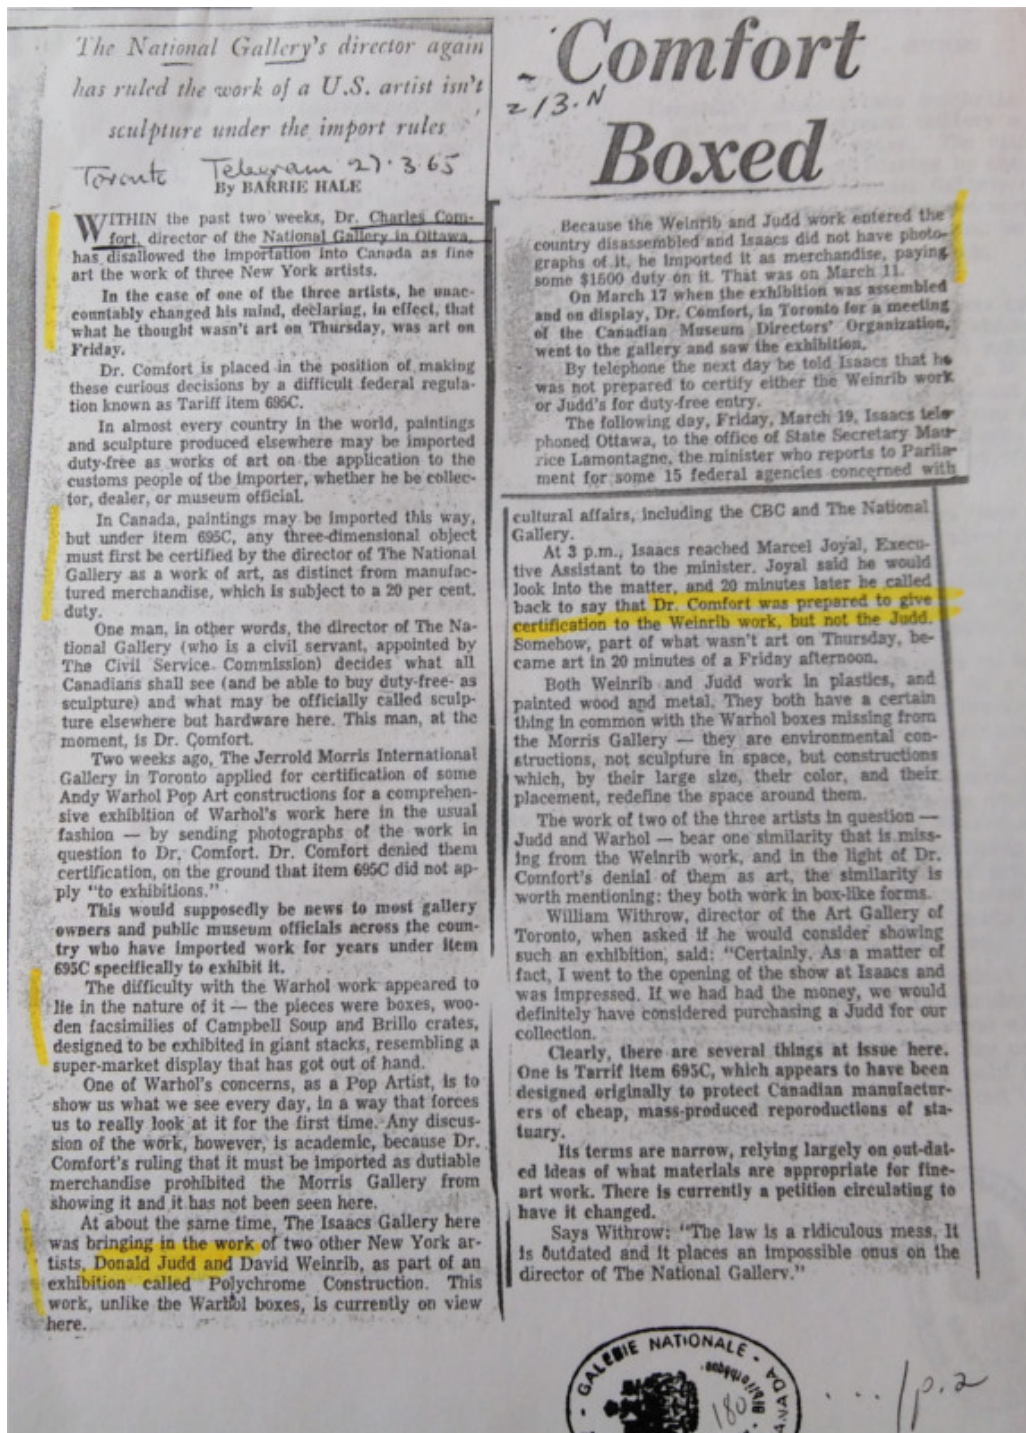 The National Gallery's director again
has ruled the work of a U.S. artist isn't
sculpture under the import rules
Toronto Telegram 27.3.65
By BARRIE HALE
WITHIN the past two weeks, Dr. Charles Com-
fort, director of the National Gallery in Ottawa,
has disallowed the importation into Canada as fine
art the work of three New York artists.
In the case of one of the three artists, he unac-
countably changed his mind, declaring, in effect, that
what he thought wasn't art on Thursday, was art on
Friday.
Dr. Comfort is placed in the position of making
these curious decisions by a difficult federal regula-
tion known as Tariff item 695C.
In almost every country in the world, paintings
and sculpture produced elsewhere may be imported
duty-free as works of art on the application to the
customs people of the importer, whether he be collec-
tor, dealer, or museum official.
In Canada, paintings may be imported this way,
but under item 695C, any three-dimensional object
must first be certified by the director of The National
Gallery as a work of art, as distinct from manufac-
tured merchandise, which is subject to a 20 per cent.
duty.
One man, in other words, the director of The Na-
tional Gallery (who is a civil servant, appointed by
The Civil Service Commission) decides what all
Canadians shall see (and be able to buy duty-free as
sculpture) and what may be officially called sculp-
ture elsewhere but hardware here. This man, at the
moment, is Dr. Comfort.
Two weeks ago, The Jerrold Morris International
Gallery in Toronto applied for certification of some
Andy Warhol Pop Art constructions for a comprehen-
sive exhibition of Warhol's work here in the usual
fashion — by sending photographs of the work in
question to Dr. Comfort. Dr. Comfort denied them
certification, on the ground that item 695C did not ap-
ply "to exhibitions."
This would supposedly be news to most gallery
owners and public museum officials across the coun-
try who have imported work for years under item
695C specifically to exhibit it.
The difficulty with the Warhol work appeared to
lie in the nature of it — the pieces were boxes, woo-
den facsimilies of Campbell Soup and Brillo crates,
designed to be exhibited in giant stacks, resembling a
super-market display that has got out of hand.
One of Warhol's concerns, as a Pop Artist, is to
show us what we see every day, in a way that forces
us to really look at it for the first time. Any discus-
sion of the work, however, is academic, because Dr.
Comfort's ruling that it must be imported as dutiable
merchandise prohibited the Morris Gallery from
showing it and it has not been seen here.
At about the same time, The Isaacs Gallery here
was bringing in the work of two other New York ar-
tists, Donald Judd and David Weinrib, as part of an
exhibition called Polychrome Construction. This
work, unlike the Warhol boxes, is currently on view
here.
Comfort
213.N
Boxed
Because the Weinrib and Judd work entered the
country disassembled and Isaacs did not have photo-
graphs of it, he imported it as merchandise, paying
some $1500 duty on it. That was on March 11.
On March 17 when the exhibition was assembled
and on display, Dr. Comfort, in Toronto for a meeting
of the Canadian Museum Directors' Organization,
went to the gallery and saw the exhibition.
By telephone the next day he told Isaacs that he
was not prepared to certify either the Weinrib work
or Judd's for duty-free entry.
The following day, Friday, March 19, Isaacs tele-
phoned Ottawa, to the office of State Secretary Mau-
rice Lamontagne, the minister who reports to Parlia-
ment for some 15 federal agencies concerned with
cultural affairs, including the CBC and The National
Gallery.
At 3 p.m., Isaacs reached Marcel Joyal, Execu-
tive Assistant to the minister. Joyal said he would
look into the matter, and 20 minutes later he called
back to say that Dr. Comfort was prepared to give
certification to the Weinrib work, but not the Judd.
Somehow, part of what wasn't art on Thursday, be-
came art in 20 minutes of a Friday afternoon.
Both Weinrib and Judd work in plastics, and
painted wood and metal. They both have a certain
thing in common with the Warhol boxes missing from
the Morris Gallery — they are environmental con-
structions, not sculpture in space, but constructions
which, by their large size, their color, and their
placement, redefine the space around them.
The work of two of the three artists in question —
Judd and Warhol — bear one similarity that is miss-
ing from the Weinrib work, and in the light of Dr.
Comfort's denial of them as art, the similarity is
worth mentioning: they both work in box-like forms.
William Withrow, director of the Art Gallery of
Toronto, when asked if he would consider showing
such an exhibition, said: "Certainly. As a matter of
fact, I went to the opening of the show at Isaacs and
was impressed. If we had had the money, we would
definitely have considered purchasing a Judd for our
collection.
Clearly, there are several things at issue here.
One is Tarrif item 695C, which appears to have been
designed originally to protect Canadian manufactur-
ers of cheap, mass-produced reporoductions of sta-
tuary.
Its terms are narrow, relying largely on out-dat-
ed ideas of what materials are appropriate for fine-
art work. There is currently a petition circulating to
have it changed.
Says Withrow: "The law is a ridiculous mess. It
is outdated and it places an impossible onus on the
director of The National Gallery."
GALERIE NATIONALE
180
... /p.2